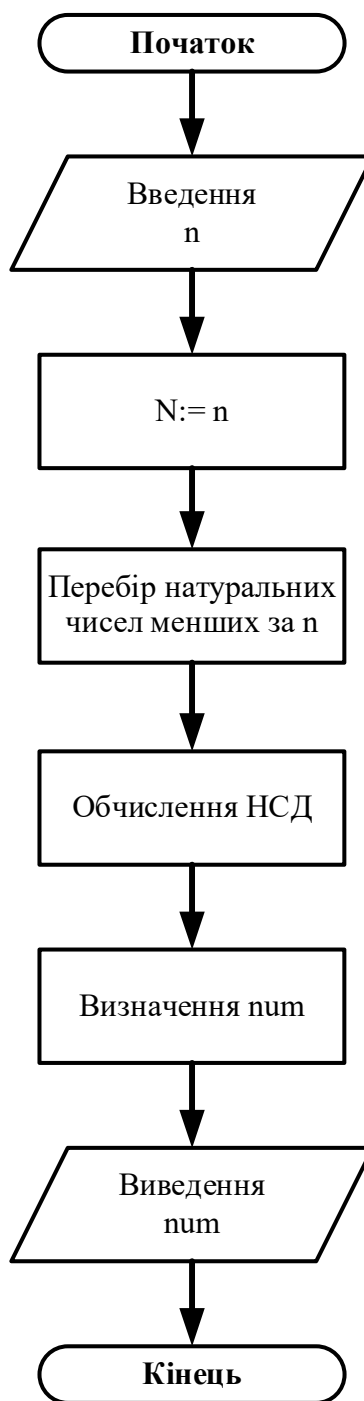 Початок
Введення
n
N:= n
Перебір натуральних
чисел менших за n
Обчислення НСД
Визначення num
Виведення
num
Кінець